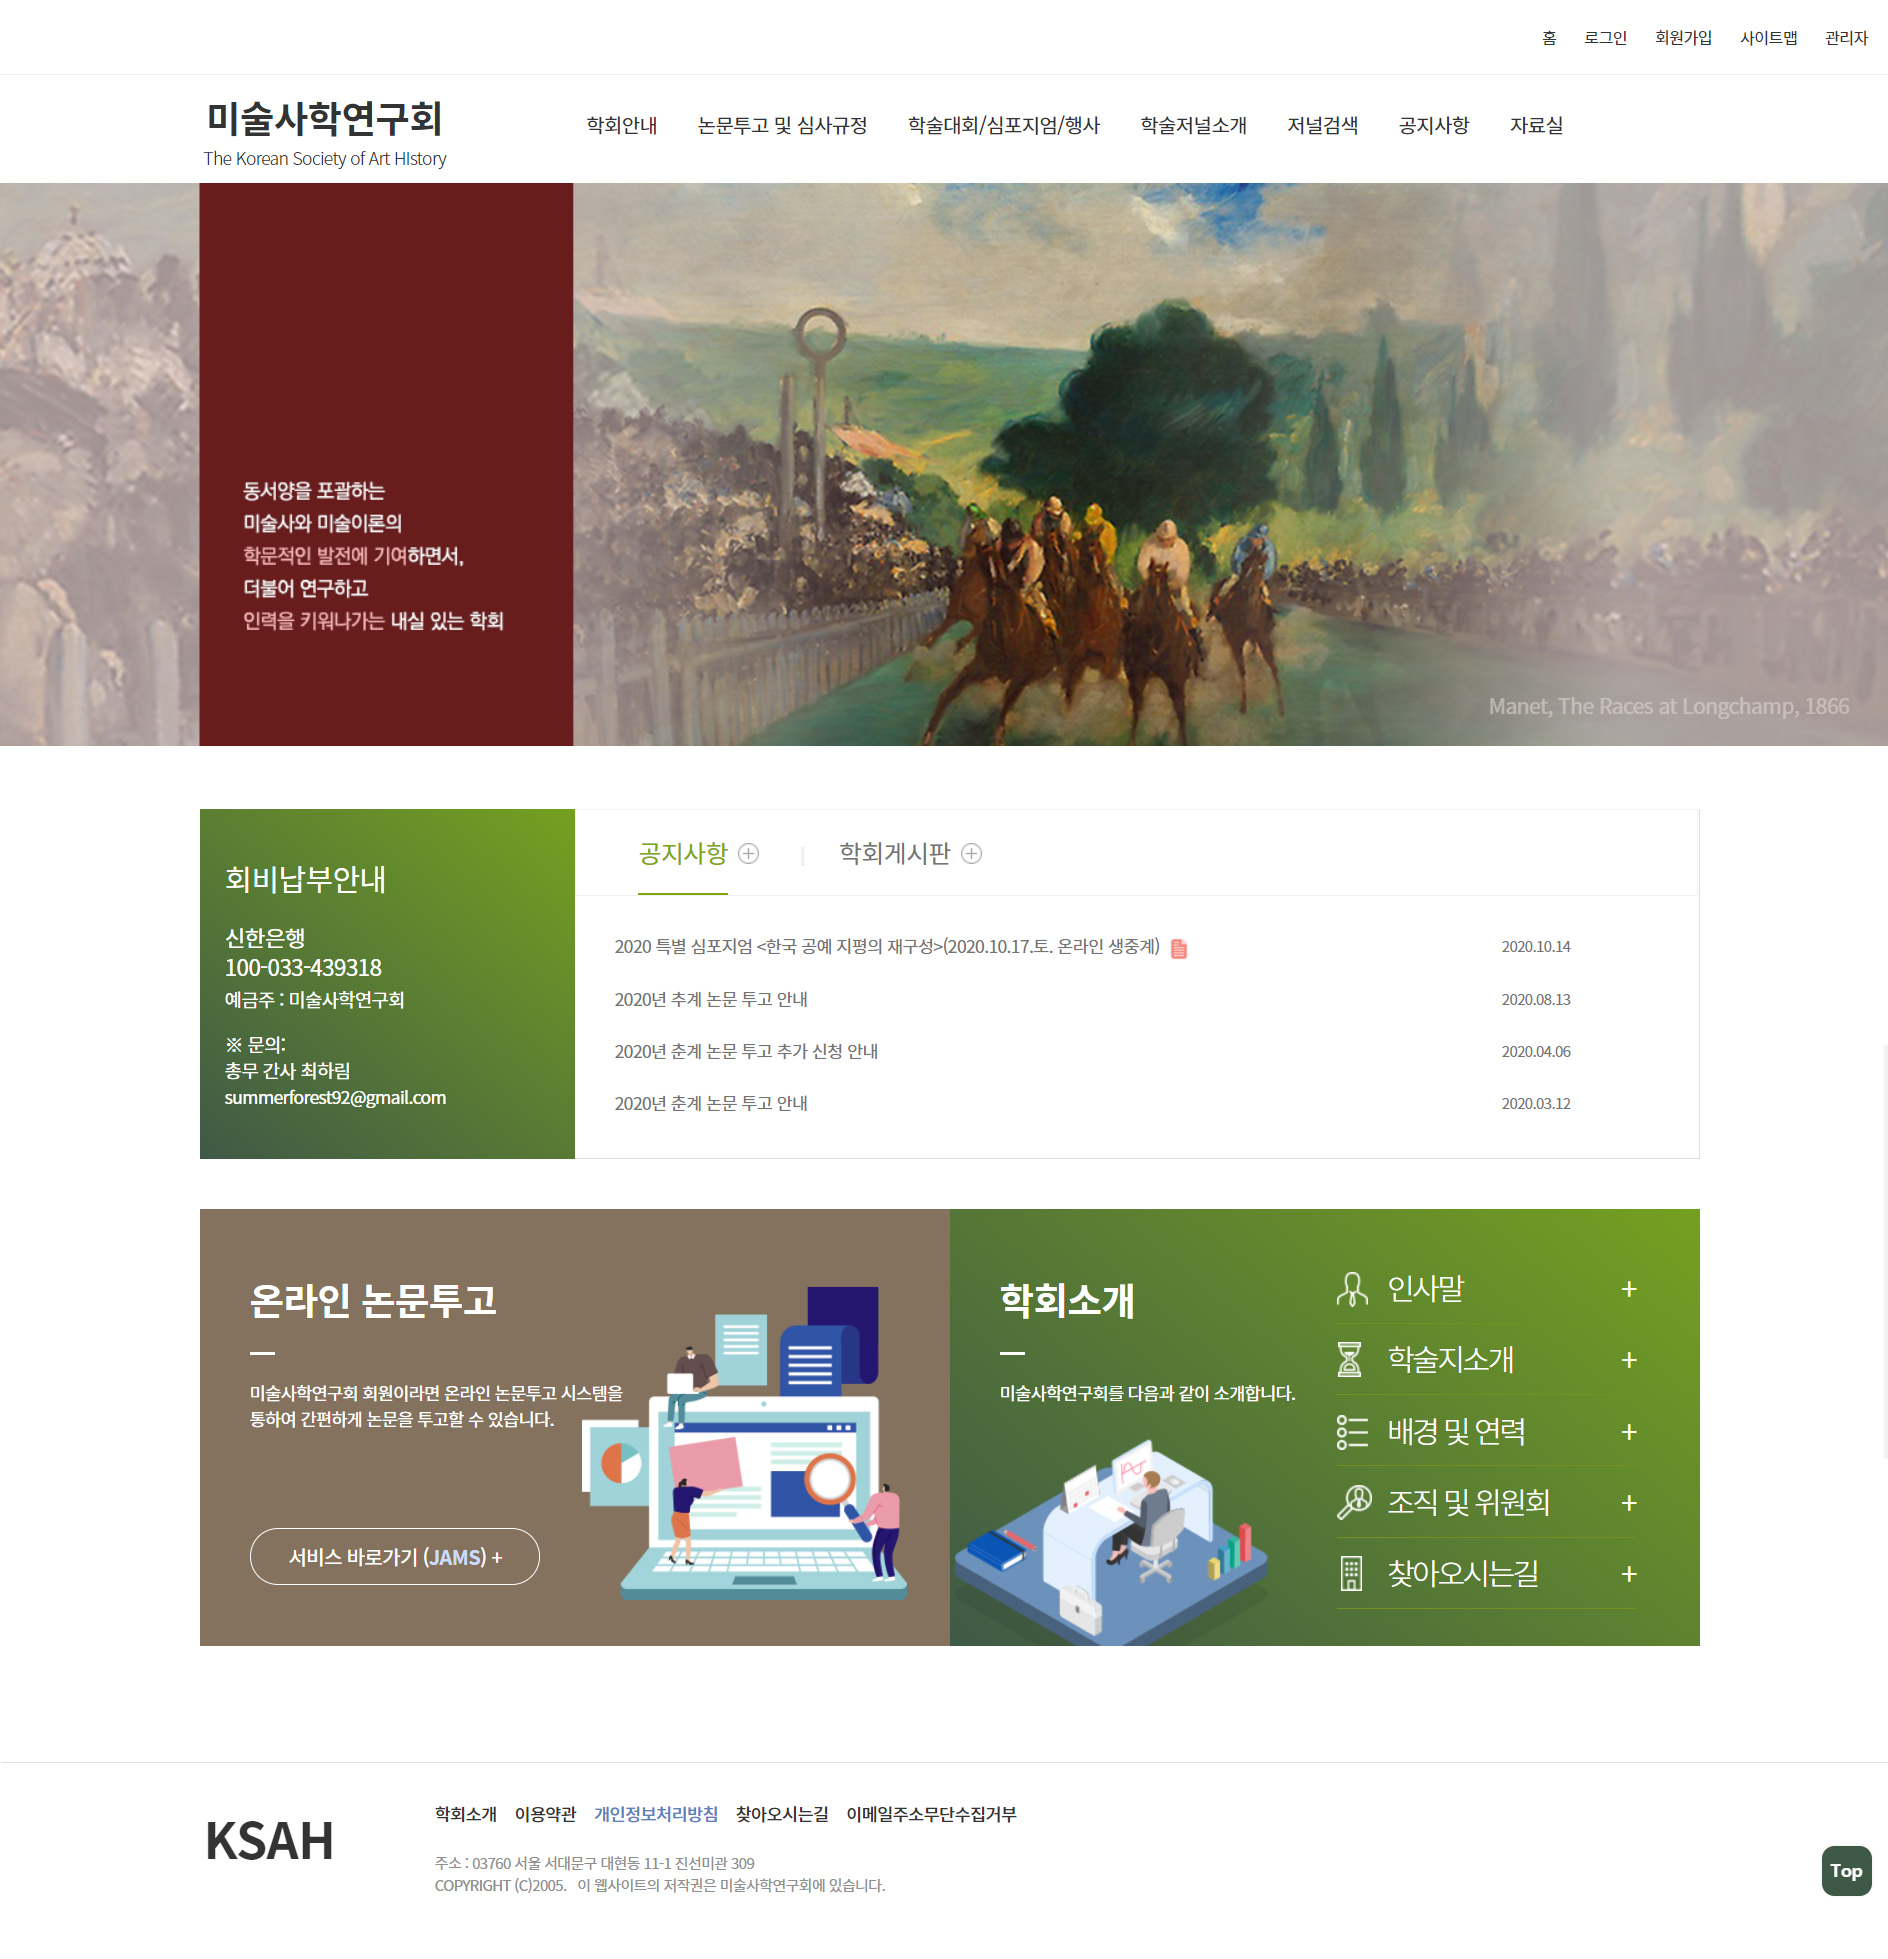 홈 로그인 회원가입 사이트맵 관리자
미술사학연구회
The Korean Society of Art HIstory
학회안내 논문투고 및 심사규정 학술대회/심포지엄/행사 학술저널소개 저널검색 공지사항 자료실
동서양을 포괄하는
미술사와 미술이론의
학문적인 발전에 기여하면서,
더불어 연구하고
인력을 키워나가는 내실 있는 학회
Manet, The Races at Longchamp, 1866
회비납부안내
신한은행
100-033-439318
예금주 : 미술사학연구회
※ 문의:
총무 간사 최하림
summerforest92@gmail.com
공지사항 학회게시판
2020 특별 심포지엄 <한국 공예 지평의 재구성>(2020.10.17.토. 온라인 생중계) 2020.10.14
2020년 추계 논문 투고 안내 2020.08.13
2020년 춘계 논문 투고 추가 신청 안내 2020.04.06
2020년 춘계 논문 투고 안내 2020.03.12
온라인 논문투고
미술사학연구회 회원이라면 온라인 논문투고 시스템을
통하여 간편하게 논문을 투고할 수 있습니다.
서비스 바로가기 (JAMS) +
학회소개
미술사학연구회를 다음과 같이 소개합니다.
인사말 +
학술지소개 +
배경 및 연력 +
조직 및 위원회 +
찾아오시는길 +
KSAH
학회소개 이용약관 개인정보처리방침 찾아오시는길 이메일주소무단수집거부
주소 : 03760 서울 서대문구 대현동 11-1 진선미관 309
COPYRIGHT (C)2005. 이 웹사이트의 저작권은 미술사학연구회에 있습니다.
Top